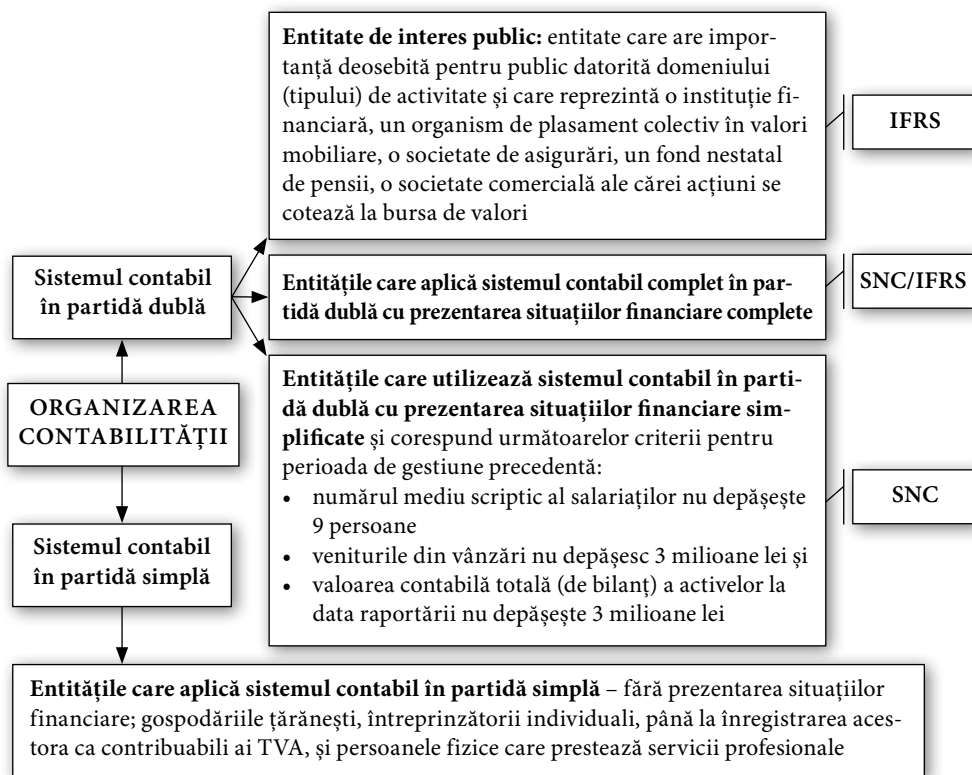 Entitate de interes public: entitate care are impor-
tanță deosebită pentru public datorită domeniului
(tipului) de activitate și care reprezintă o instituție fi-
nanciară, un organism de plasament colectiv în valori
mobiliare, o societate de asigurări, un fond nestatal
de pensii, o societate comercială ale cărei acțiuni se
cotează la bursa de valori
IFRS
Sistemul contabil
în partidă dublă
Entitățile care aplică sistemul contabil complet în par-
tidă dublă cu prezentarea situațiilor financiare complete
SNC/IFRS
ORGANIZAREA
CONTABILITĂȚII
Entitățile care utilizează sistemul contabil în parti-
dă dublă cu prezentarea situațiilor financiare sim-
plificate și corespund următoarelor criterii pentru
perioada de gestiune precedentă:
• numărul mediu scriptic al salariaților nu depășește
9 persoane
• veniturile din vânzări nu depășesc 3 milioane lei și
• valoarea contabilă totală (de bilanț) a activelor la
data raportării nu depășește 3 milioane lei
SNC
Sistemul contabil
în partidă simplă
Entitățile care aplică sistemul contabil în partidă simplă – fără prezentarea situațiilor
financiare; gospodăriile țărănești, întreprinzătorii individuali, până la înregistrarea aces-
tora ca contribuabili ai TVA, și persoanele fizice care prestează servicii profesionale